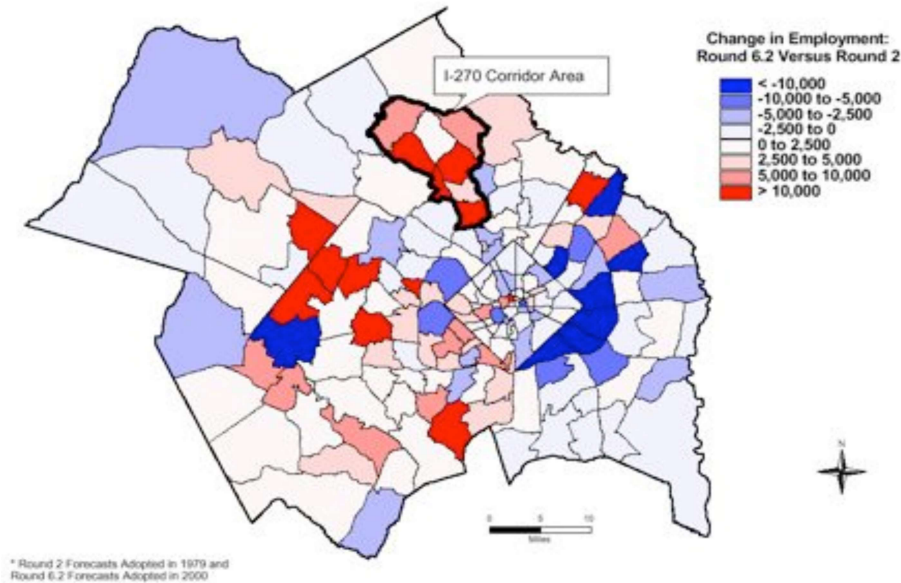 Change in Employment:
Round 6.2 Versus Round 2
I-270 Corridor Area
< -10,000
-10,000 to -5,000
-5,000 to -2,500
-2,500 to 0
0 to 2,500
2,500 to 5,000
5,000 to 10,000
> 10,000
N
0 5 10
Miles
* Round 2 Forecasts Adopted in 1979 and
Round 6.2 Forecasts Adopted in 2000